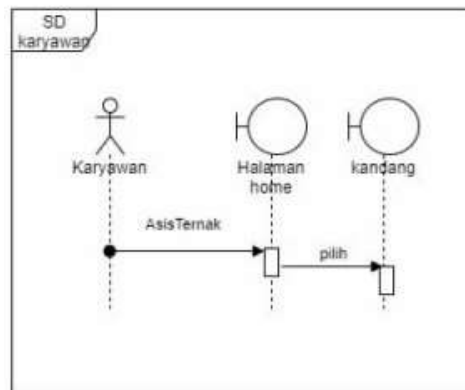 SD
karyawan
Karyawan
Halaman
home
kandang
AsisTernak
pilih